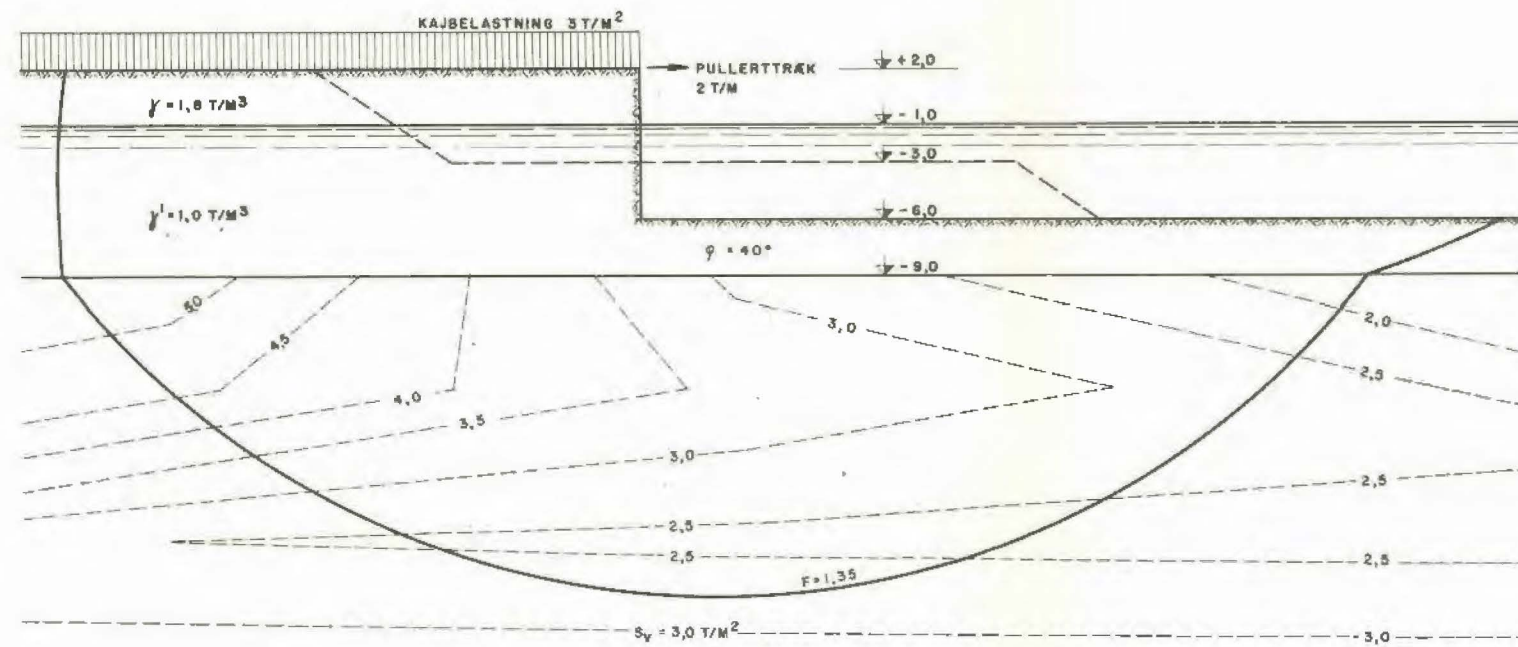 KAJBELASTNING 3 T/M²
PULLERTTRÆK
2 T/M
+2,0
γ = 1,8 T/M³
-1,0
-3,0
γ' = 1,0 T/M³
-6,0
φ = 40°
-9,0
5,0
4,5
4,0
3,5
3,0
3,0
2,0
2,5
2,5
2,5
2,5
2,5
F = 1,35
Sv = 3,0 T/M²
3,0